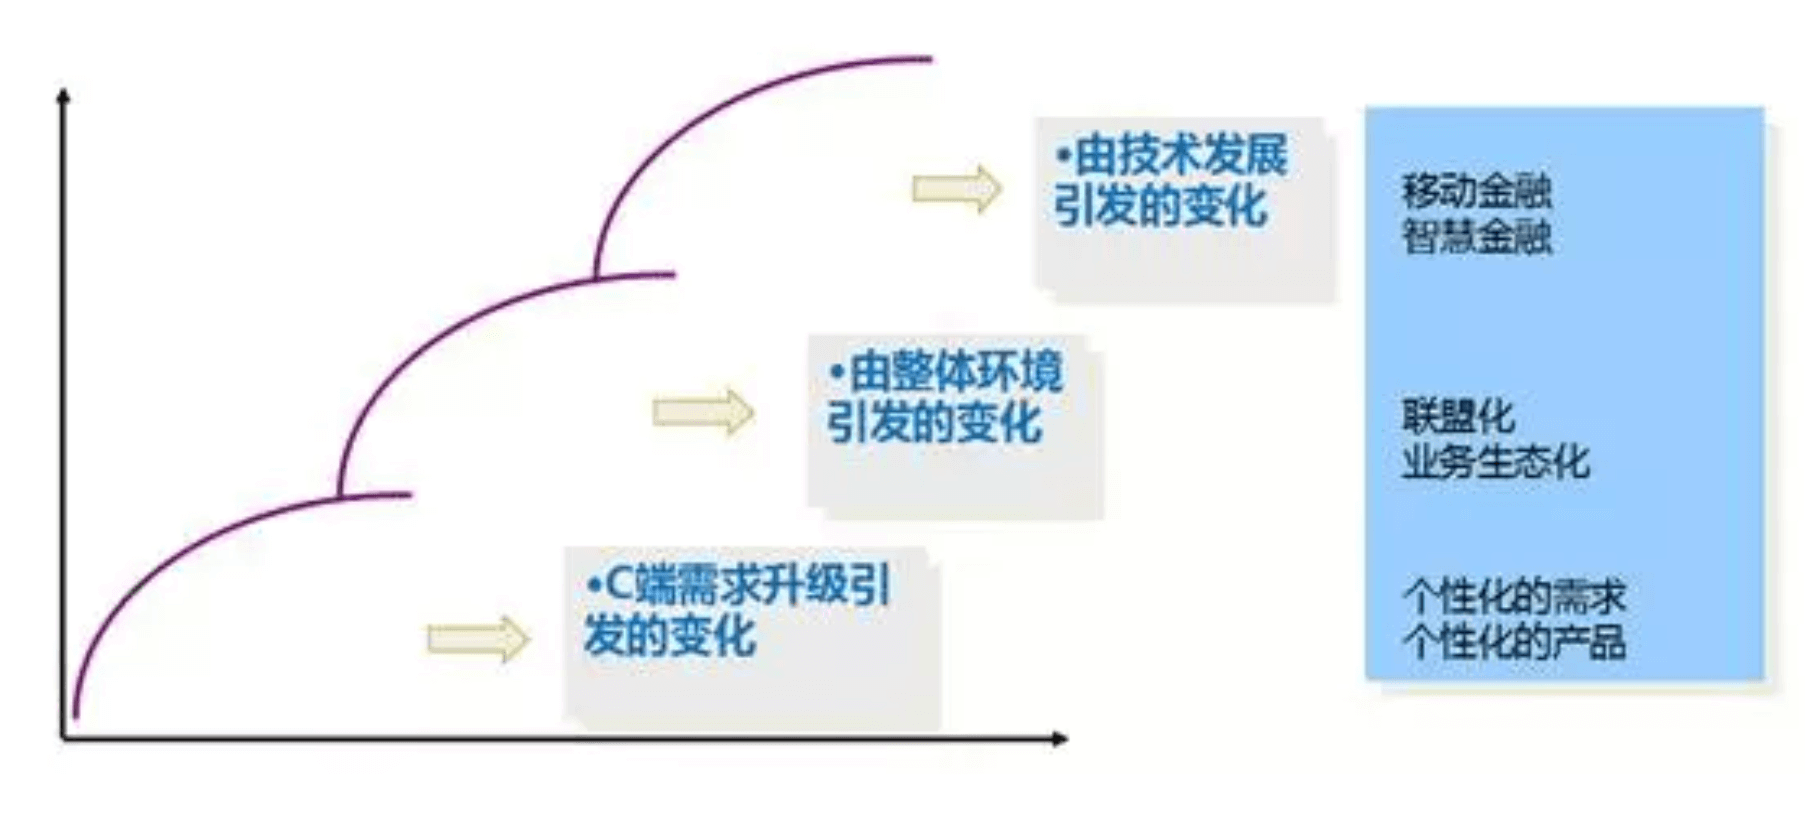 •由技术发展
引发的变化
移动金融
智慧金融
•由整体环境
引发的变化
联盟化
业务生态化
•C端需求升级引
发的变化
个性化的需求
个性化的产品